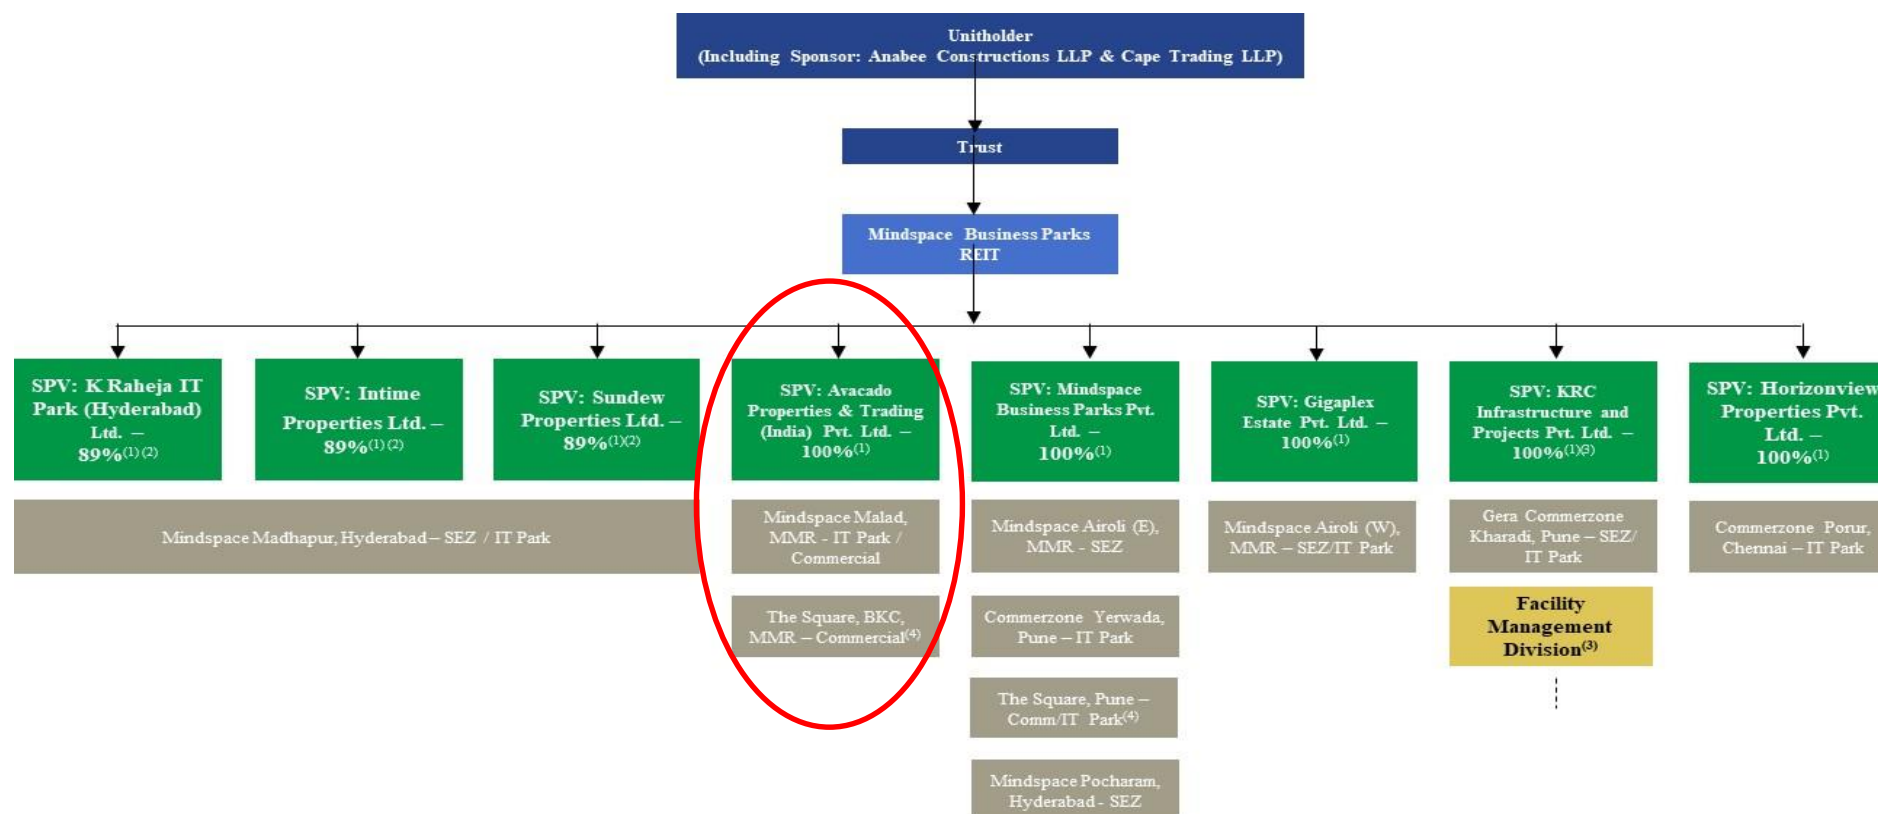 Unitholder
(Including Sponsor: Anabee Constructions LLP & Cape Trading LLP)
Trust
Mindspace Business Parks
REIT
SPV: K Raheja IT
Park (Hyderabad)
Ltd. –
89%(1)(2)
SPV: Intime
Properties Ltd. –
89%(1)(2)
SPV: Sundew
Properties Ltd. –
89%(1)(2)
SPV: Avacado
Properties & Trading
(India) Pvt. Ltd. –
100%(1)
SPV: Mindspace
Business Parks Pvt.
Ltd. –
100%(1)
SPV: Gigaplex
Estate Pvt. Ltd. –
100%(1)
SPV: KRC
Infrastructure and
Projects Pvt. Ltd. –
100%(1)(3)
SPV: Horizonview
Properties Pvt.
Ltd. –
100%(1)
Mindspace Madhapur, Hyderabad – SEZ / IT Park
Mindspace Malad,
MMR - IT Park /
Commercial
Mindspace Airoli (E),
MMR - SEZ
Mindspace Airoli (W),
MMR – SEZ/IT Park
Gera Commerzone
Kharadi, Pune – SEZ/
IT Park
Commerzone Porur,
Chennai – IT Park
The Square, BKC,
MMR – Commercial(4)
Commerzone Yerwada,
Pune – IT Park
Facility
Management
Division(3)
The Square, Pune –
Comm/IT Park(4)
Mindspace Pocharam,
Hyderabad - SEZ